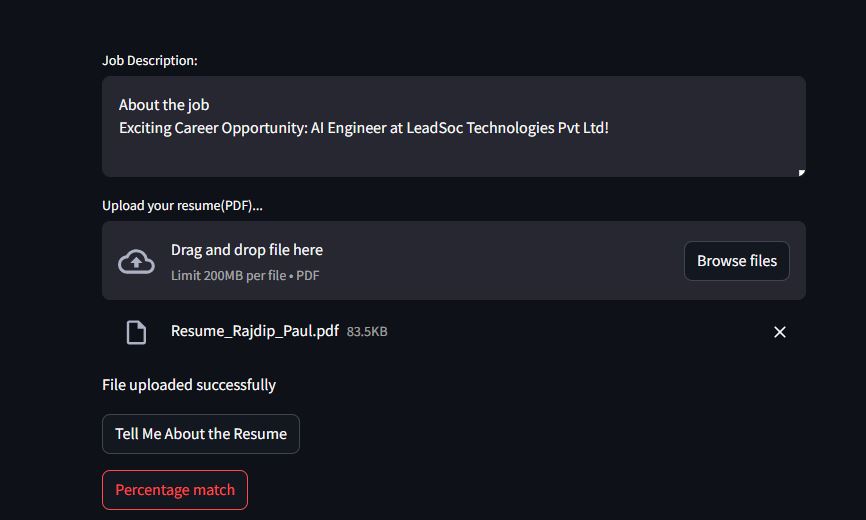 Job Description:
About the job
Exciting Career Opportunity: AI Engineer at LeadSoc Technologies Pvt Ltd!
Upload your resume(PDF)...
Drag and drop file here
Limit 200MB per file • PDF
Browse files
Resume_Rajdip_Paul.pdf 83.5KB
File uploaded successfully
Tell Me About the Resume
Percentage match